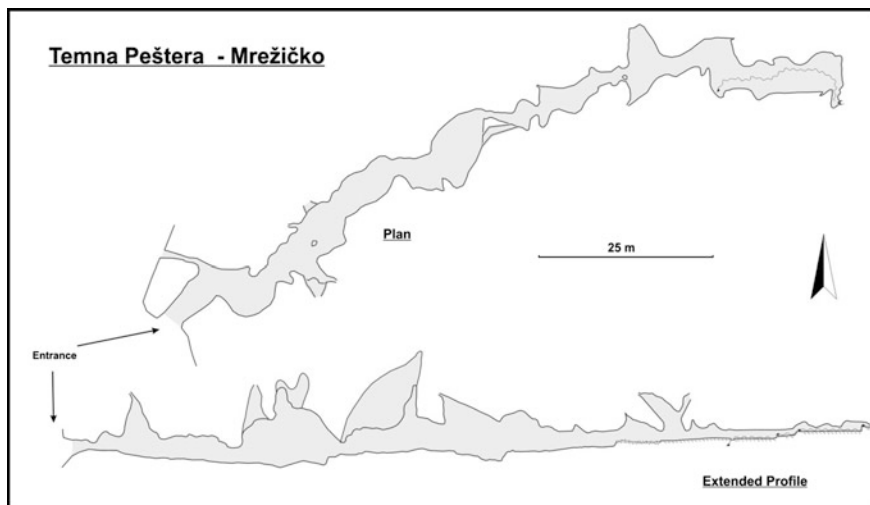 Temna Peštera - Mrežičko
Plan
25 m
Entrance
Extended Profile